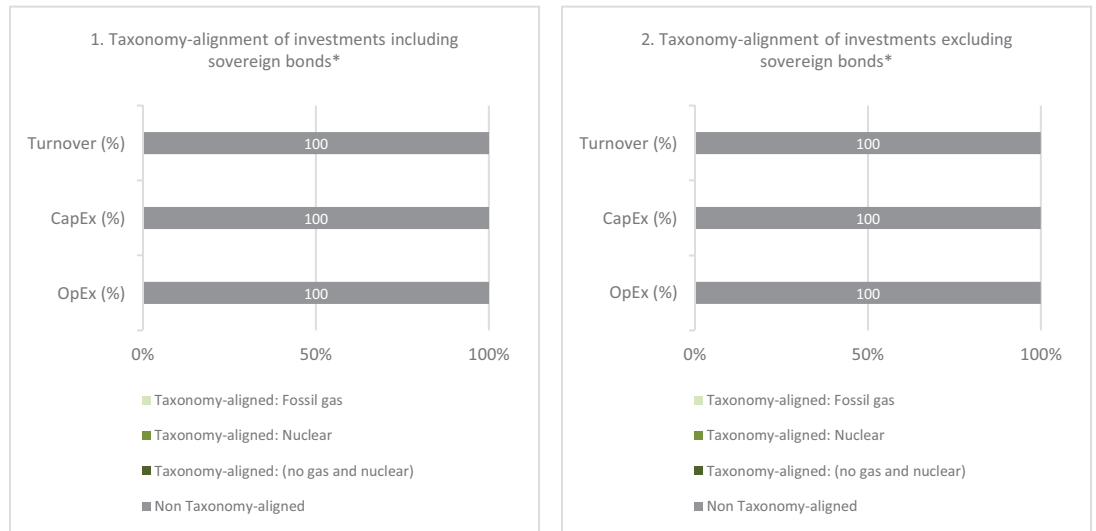 1. Taxonomy-alignment of investments including
sovereign bonds*
Turnover (%)
100
CapEx (%)
100
OpEx (%)
100
0%
50%
100%
Taxonomy-aligned: Fossil gas
Taxonomy-aligned: Nuclear
Taxonomy-aligned: (no gas and nuclear)
Non Taxonomy-aligned
2. Taxonomy-alignment of investments excluding
sovereign bonds*
Turnover (%)
100
CapEx (%)
100
OpEx (%)
100
0%
50%
100%
Taxonomy-aligned: Fossil gas
Taxonomy-aligned: Nuclear
Taxonomy-aligned: (no gas and nuclear)
Non Taxonomy-aligned